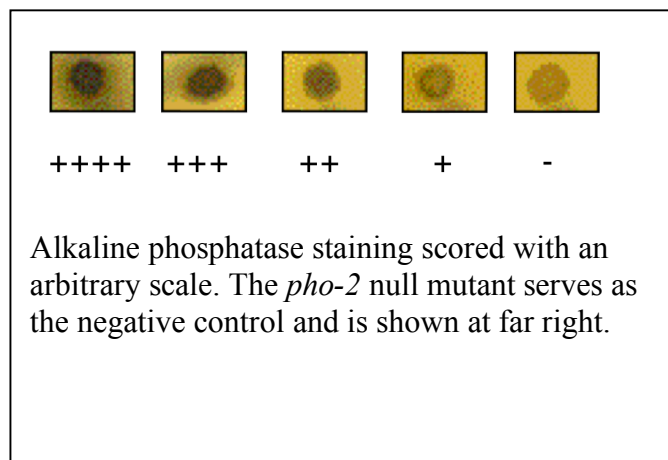 ++++ +++ ++ + -
Alkaline phosphatase staining scored with an
arbitrary scale. The pho-2 null mutant serves as
the negative control and is shown at far right.